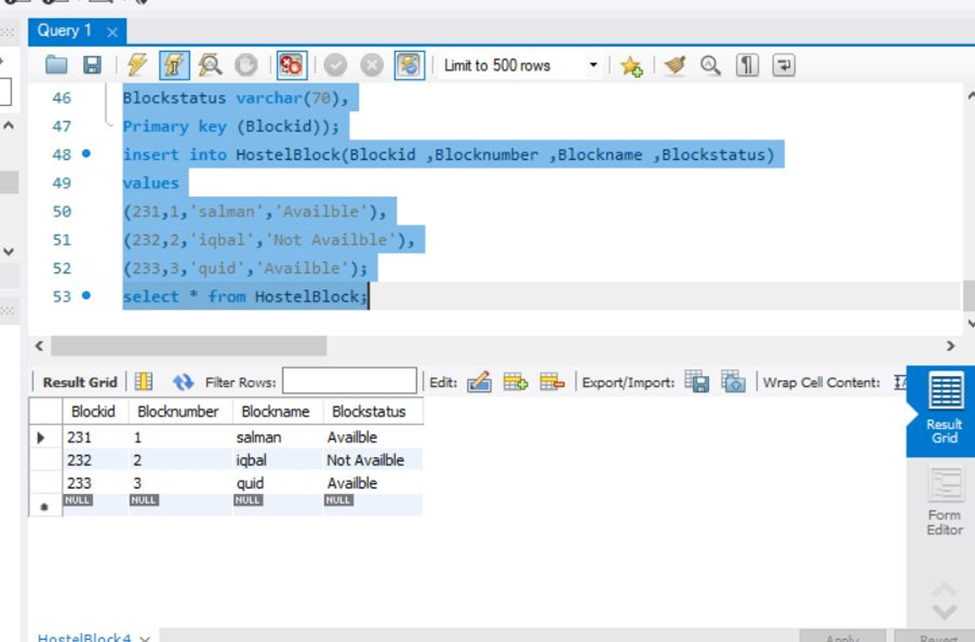 Query 1
Limit to 500 rows
46 Blockstatus varchar(70),
47 Primary key (Blockid));
48 insert into HostelBlock(Blockid ,Blocknumber ,Blockname ,Blockstatus)
49 values
50 (231,1,'salman','Availble'),
51 (232,2,'iqbal','Not Availble'),
52 (233,3,'quid','Availble');
53 select * from HostelBlock;
Result Grid Filter Rows: Edit: Export/Import: Wrap Cell Content:
Blockid Blocknumber Blockname Blockstatus
231 1 salman Availble
232 2 iqbal Not Availble
233 3 quid Availble
NULL NULL NULL NULL
Result
Grid
Form
Editor
HostelBlock4
Apply Revert